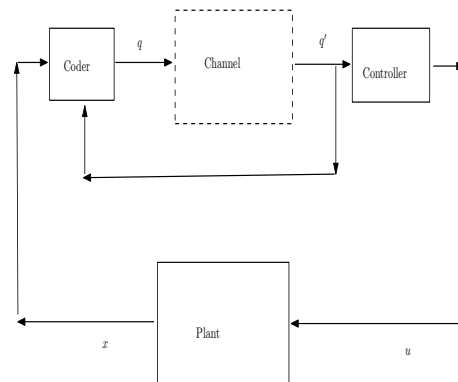 q
q′
Coder
Channel
Controller
Plant
x
u